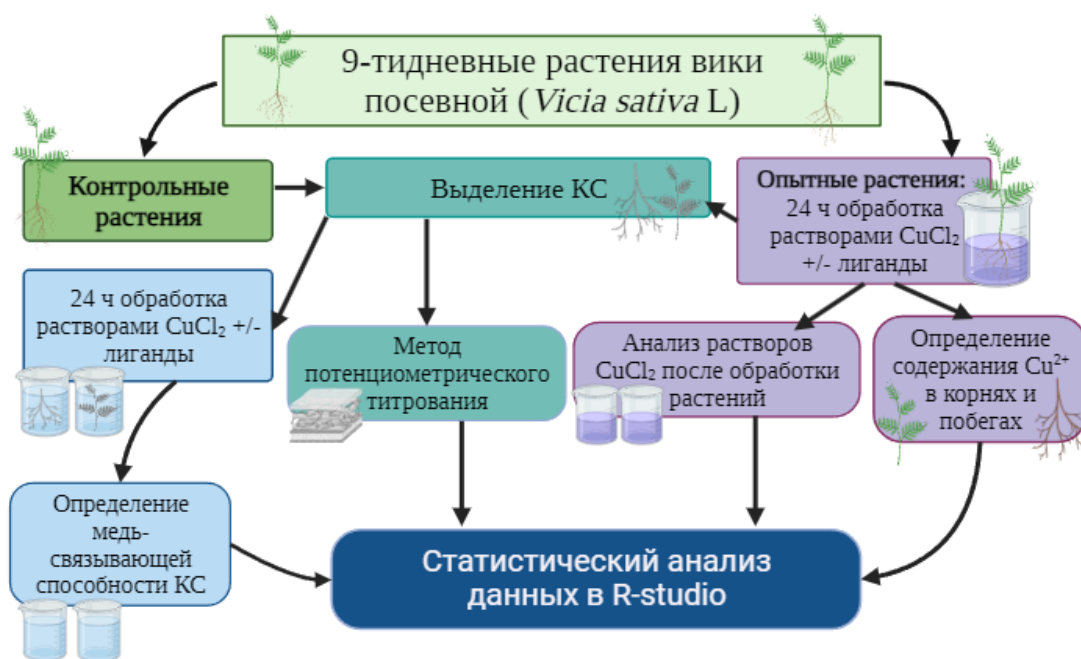 9-тидневные растения вики
посевной (Vicia sativa L)
Контрольные
растения
Выделение КС
Опытные растения:
24 ч обработка
растворами CuCl₂
+/- лиганды
24 ч обработка
растворами CuCl₂ +/-
лиганды
Метод
потенциометрического
титрования
Анализ растворов
CuCl₂ после обработки
растений
Определение
содержания Cu²⁺
в корнях и
побегах
Определение
медь-
связывающей
способности КС
Статистический анализ
данных в R-studio